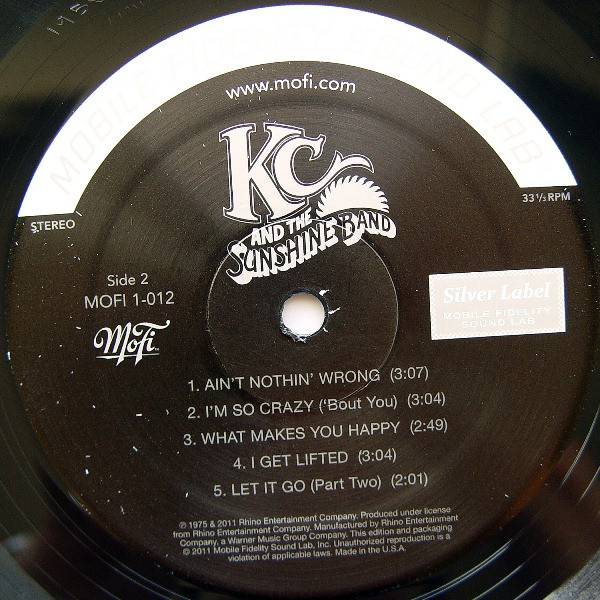 1958
MOBILE FIDELITY SOUND LAB
www.mofi.com
KC
AND THE
SUNSHINE BAND
STEREO
33 1/3 RPM
Side 2
MOFI 1-012
MoFi
Silver Label
MOBILE FIDELITY
SOUND LAB
1. AIN'T NOTHIN' WRONG (3:07)
2. I'M SO CRAZY ('Bout You) (3:04)
3. WHAT MAKES YOU HAPPY (2:49)
4. I GET LIFTED (3:04)
5. LET IT GO (Part Two) (2:01)
℗ 1975 & 2011 Rhino Entertainment Company. Produced under license
from Rhino Entertainment Company. Manufactured by Rhino Entertainment
Company, a Warner Music Group Company. This edition and packaging
© 2011 Mobile Fidelity Sound Lab, Inc. Unauthorized reproduction is a
violation of applicable laws. Made in the U.S.A.